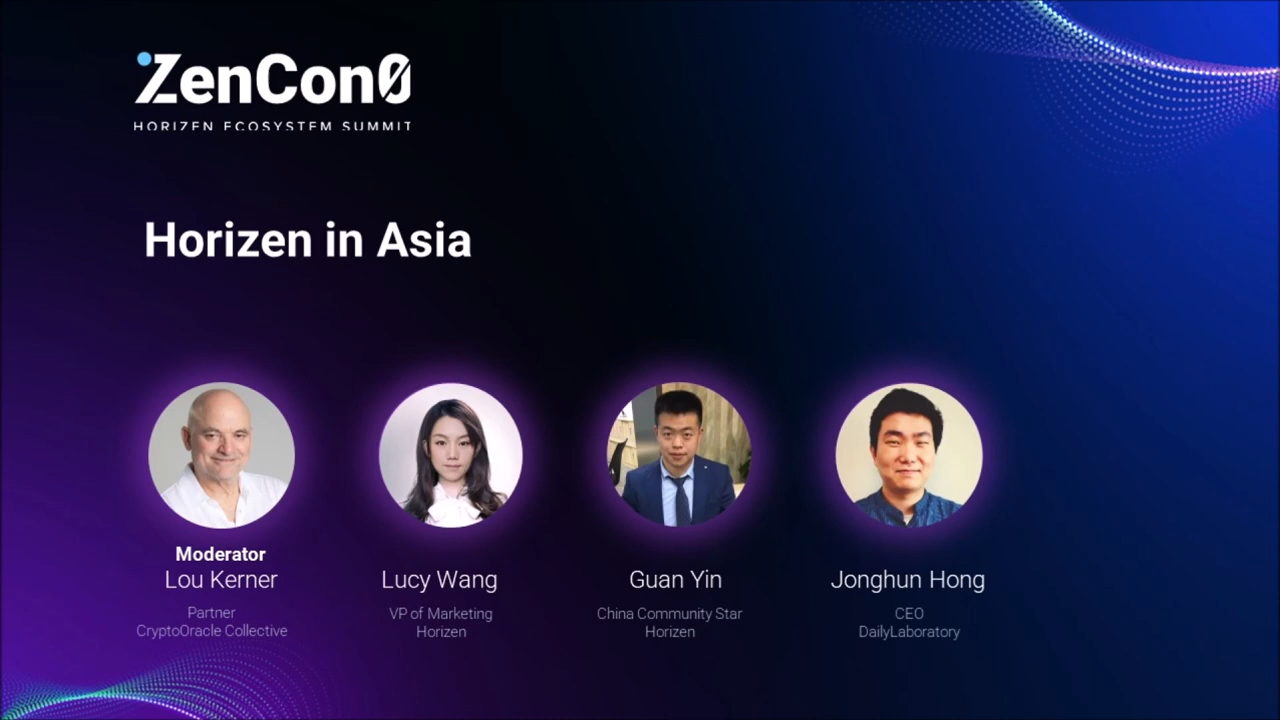 ZenCon0
HORIZEN ECOSYSTEM SUMMIT
Horizen in Asia
Moderator
Lou Kerner
Partner
CryptoOracle Collective
Lucy Wang
VP of Marketing
Horizen
Guan Yin
China Community Star
Horizen
Jonghun Hong
CEO
DailyLaboratory